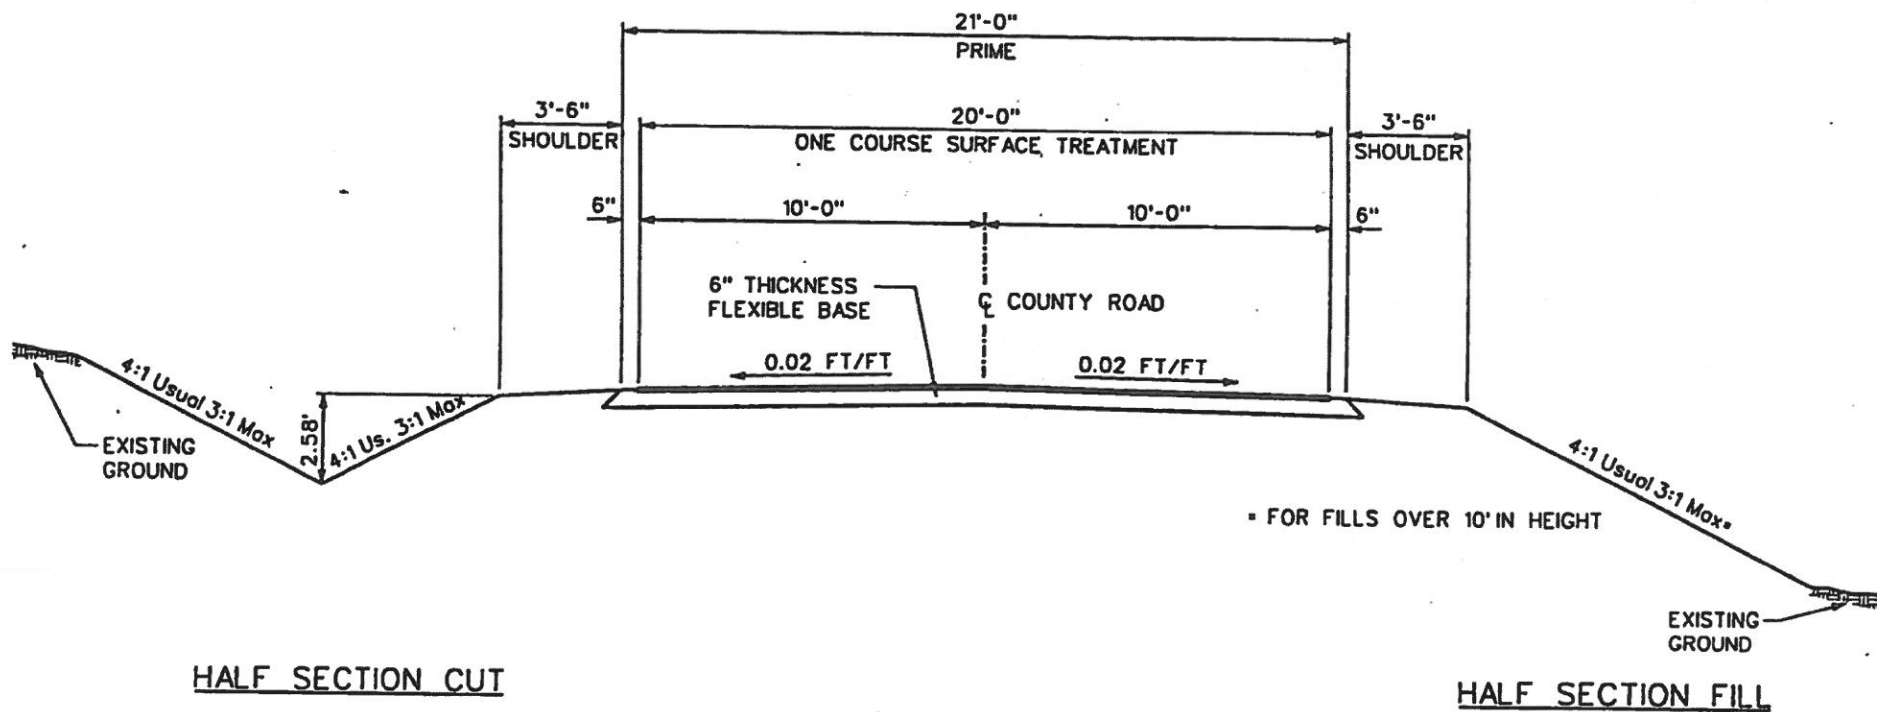 21'-0"
PRIME
3'-6"
SHOULDER
20'-0"
ONE COURSE SURFACE TREATMENT
3'-6"
SHOULDER
6"
10'-0"
10'-0"
6"
6" THICKNESS
FLEXIBLE BASE
℄ COUNTY ROAD
0.02 FT/FT
0.02 FT/FT
4:1 Usual 3:1 Max
2.58'
4:1 Us. 3:1 Max
EXISTING
GROUND
4:1 Usual 3:1 Max*
* FOR FILLS OVER 10' IN HEIGHT
EXISTING
GROUND
HALF SECTION CUT
HALF SECTION FILL